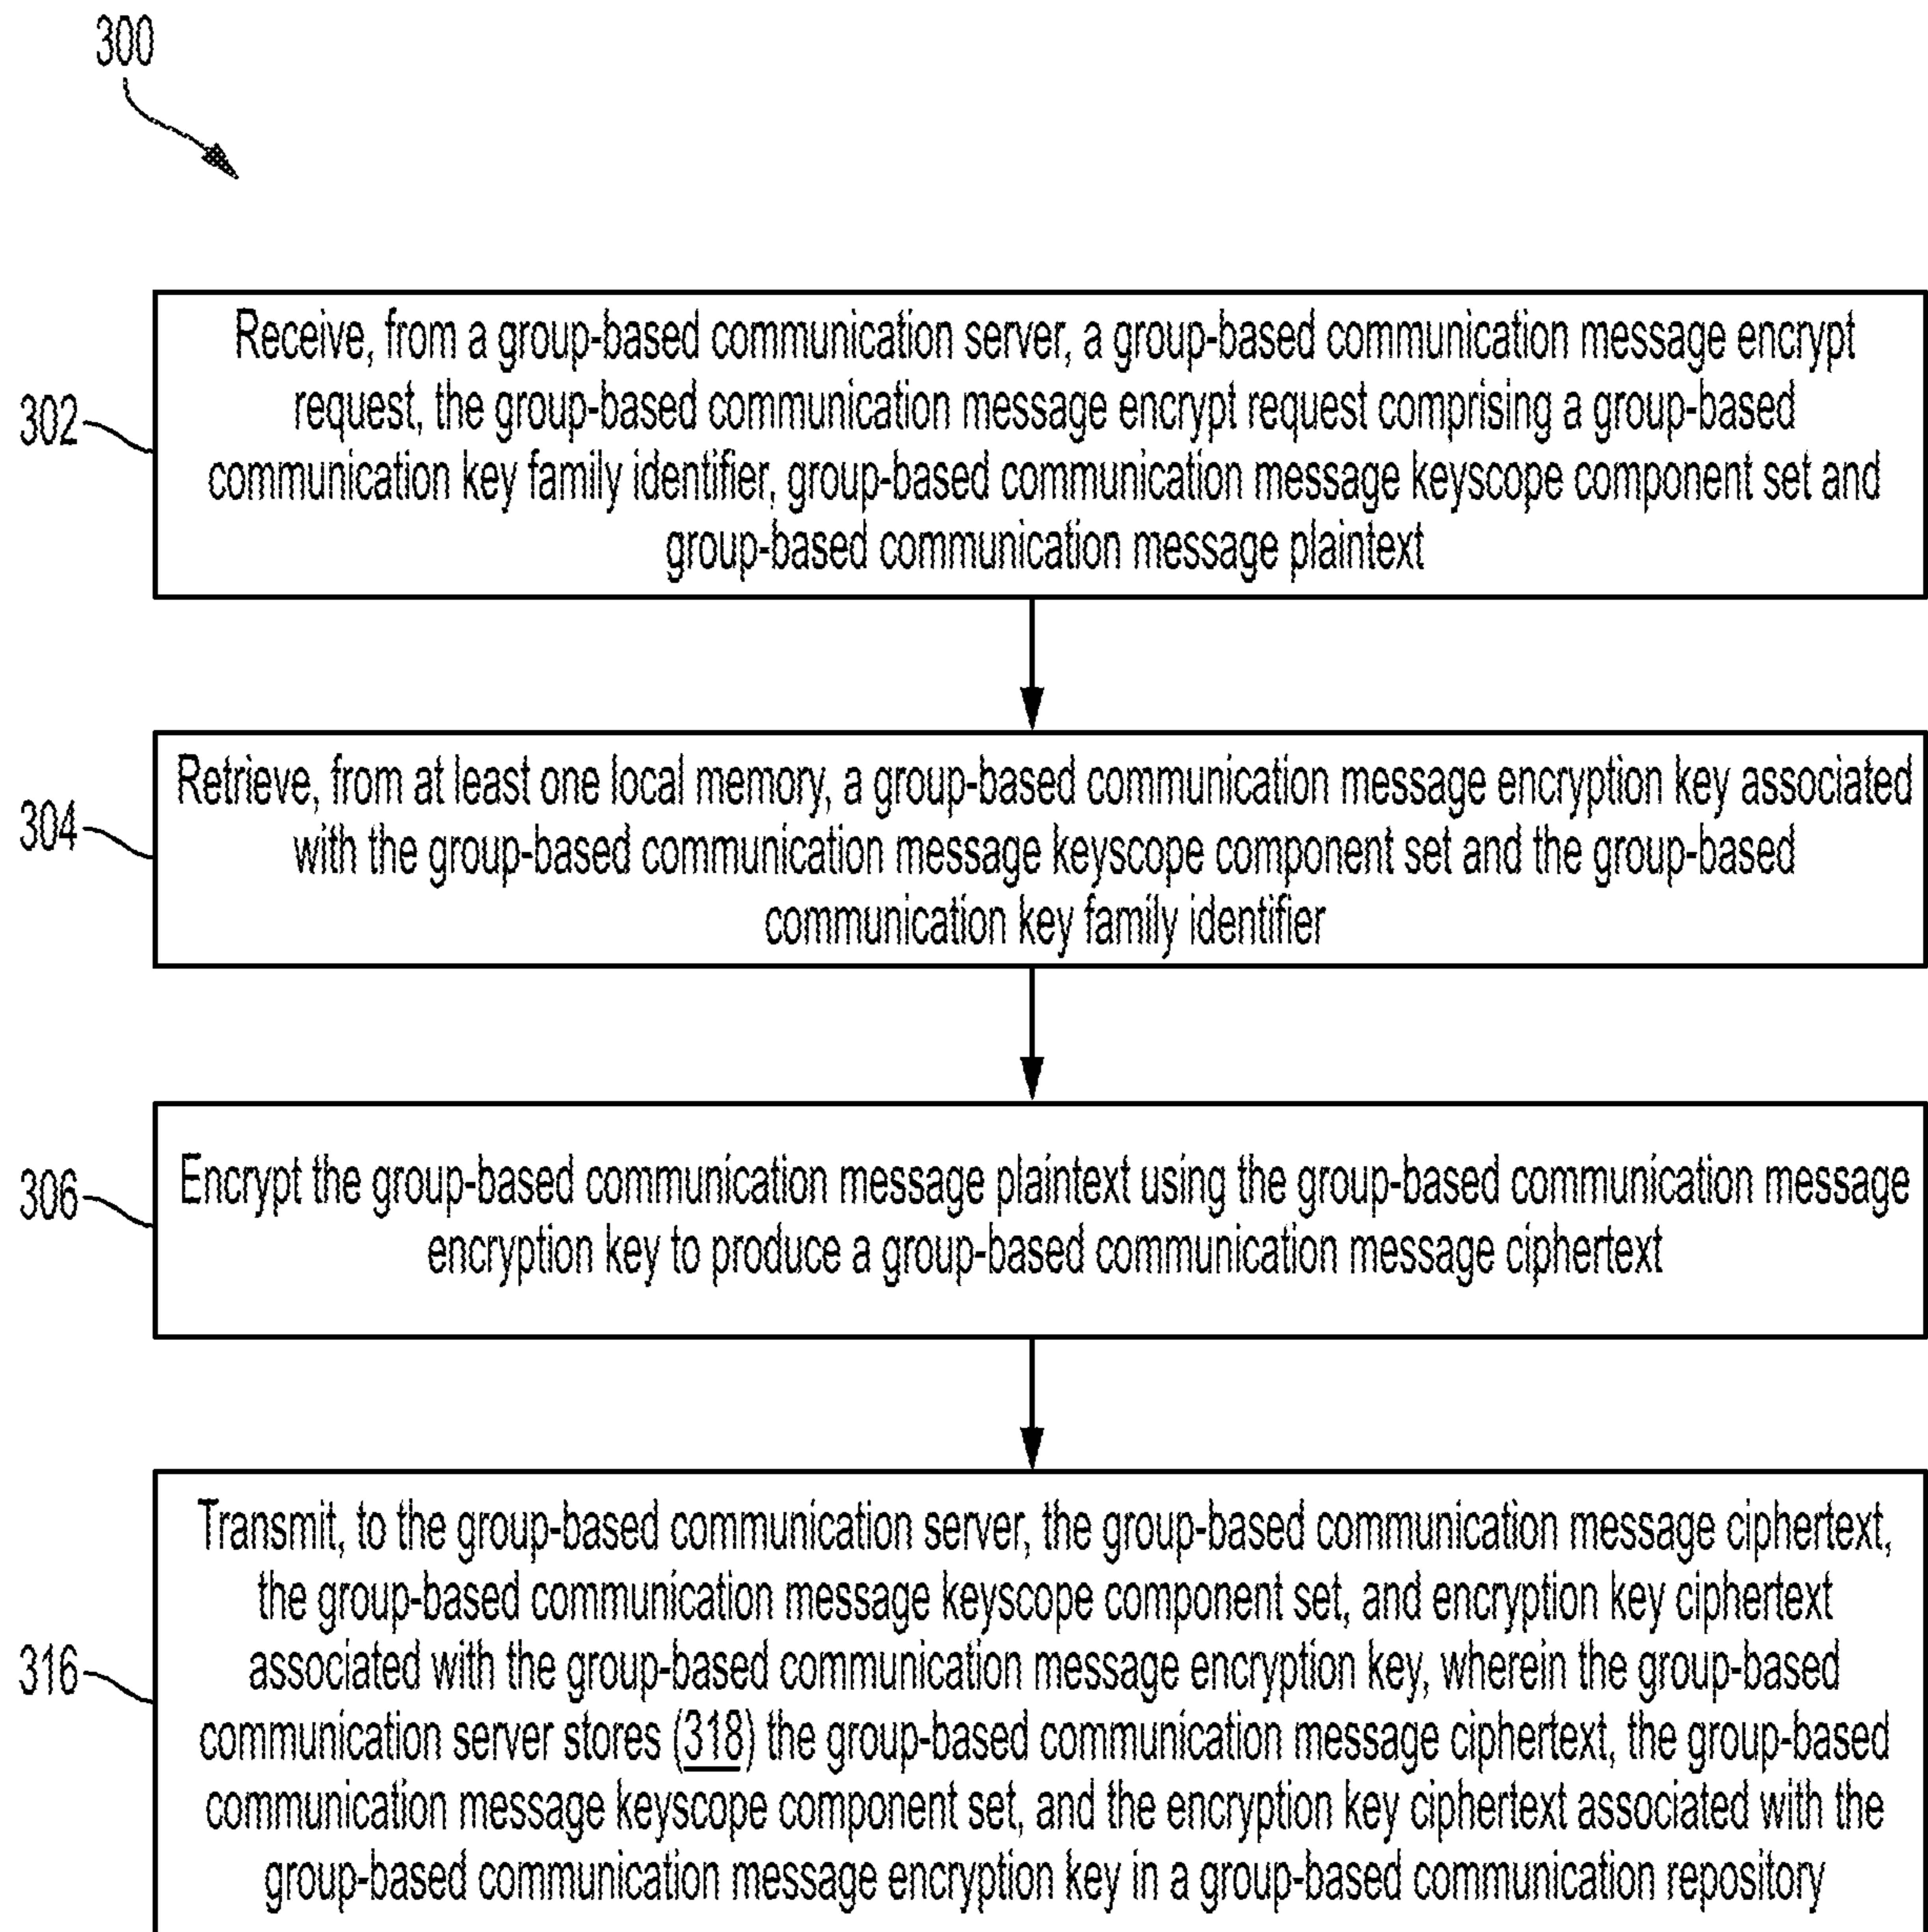 300
302
Receive, from a group-based communication server, a group-based communication message encrypt
request, the group-based communication message encrypt request comprising a group-based
communication key family identifier, group-based communication message keyscope component set and
group-based communication message plaintext
304
Retrieve, from at least one local memory, a group-based communication message encryption key associated
with the group-based communication message keyscope component set and the group-based
communication key family identifier
306
Encrypt the group-based communication message plaintext using the group-based communication message
encryption key to produce a group-based communication message ciphertext
316
Transmit, to the group-based communication server, the group-based communication message ciphertext,
the group-based communication message keyscope component set, and encryption key ciphertext
associated with the group-based communication message encryption key, wherein the group-based
communication server stores (318) the group-based communication message ciphertext, the group-based
communication message keyscope component set, and the encryption key ciphertext associated with the
group-based communication message encryption key in a group-based communication repository